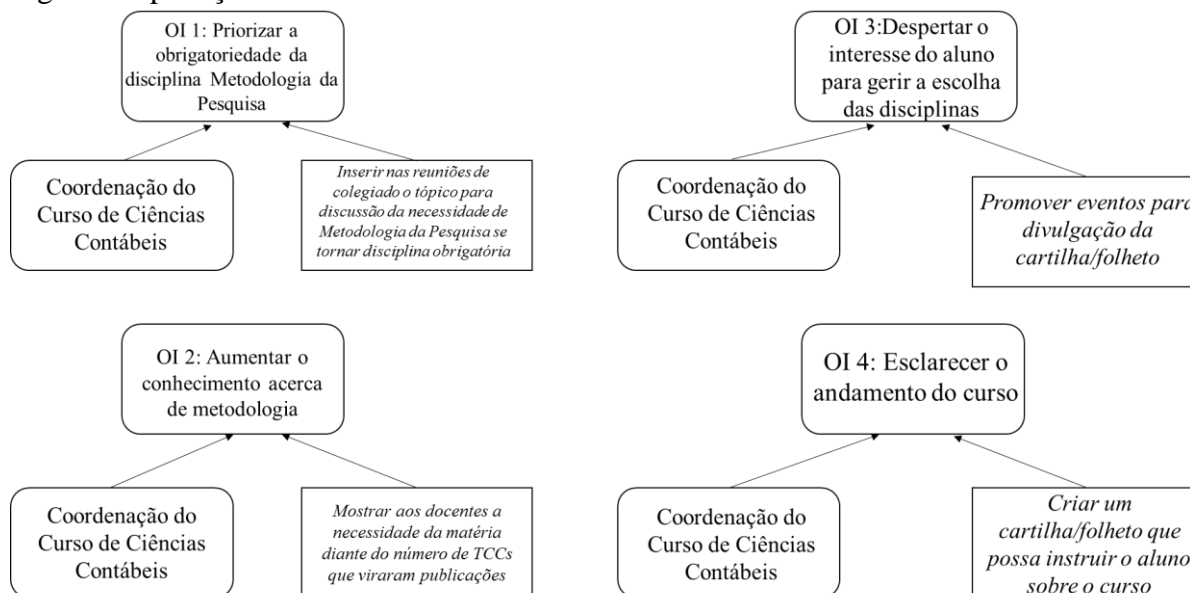 OI 1: Priorizar a
obrigatoriedade da
disciplina Metodologia da
Pesquisa
Coordenação do
Curso de Ciências
Contábeis
Inserir nas reuniões de
colegiado o tópico para
discussão da necessidade de
Metodologia da Pesquisa se
tornar disciplina obrigatória
OI 3:Despertar o
interesse do aluno
para gerir a escolha
das disciplinas
Coordenação do
Curso de Ciências
Contábeis
Promover eventos para
divulgação da
cartilha/folheto
OI 2: Aumentar o
conhecimento acerca
de metodologia
Coordenação do
Curso de Ciências
Contábeis
Mostrar aos docentes a
necessidade da matéria
diante do número de TCCs
que viraram publicações
OI 4: Esclarecer o
andamento do curso
Coordenação do
Curso de Ciências
Contábeis
Criar um
cartilha/folheto que
possa instruir o aluno
sobre o curso